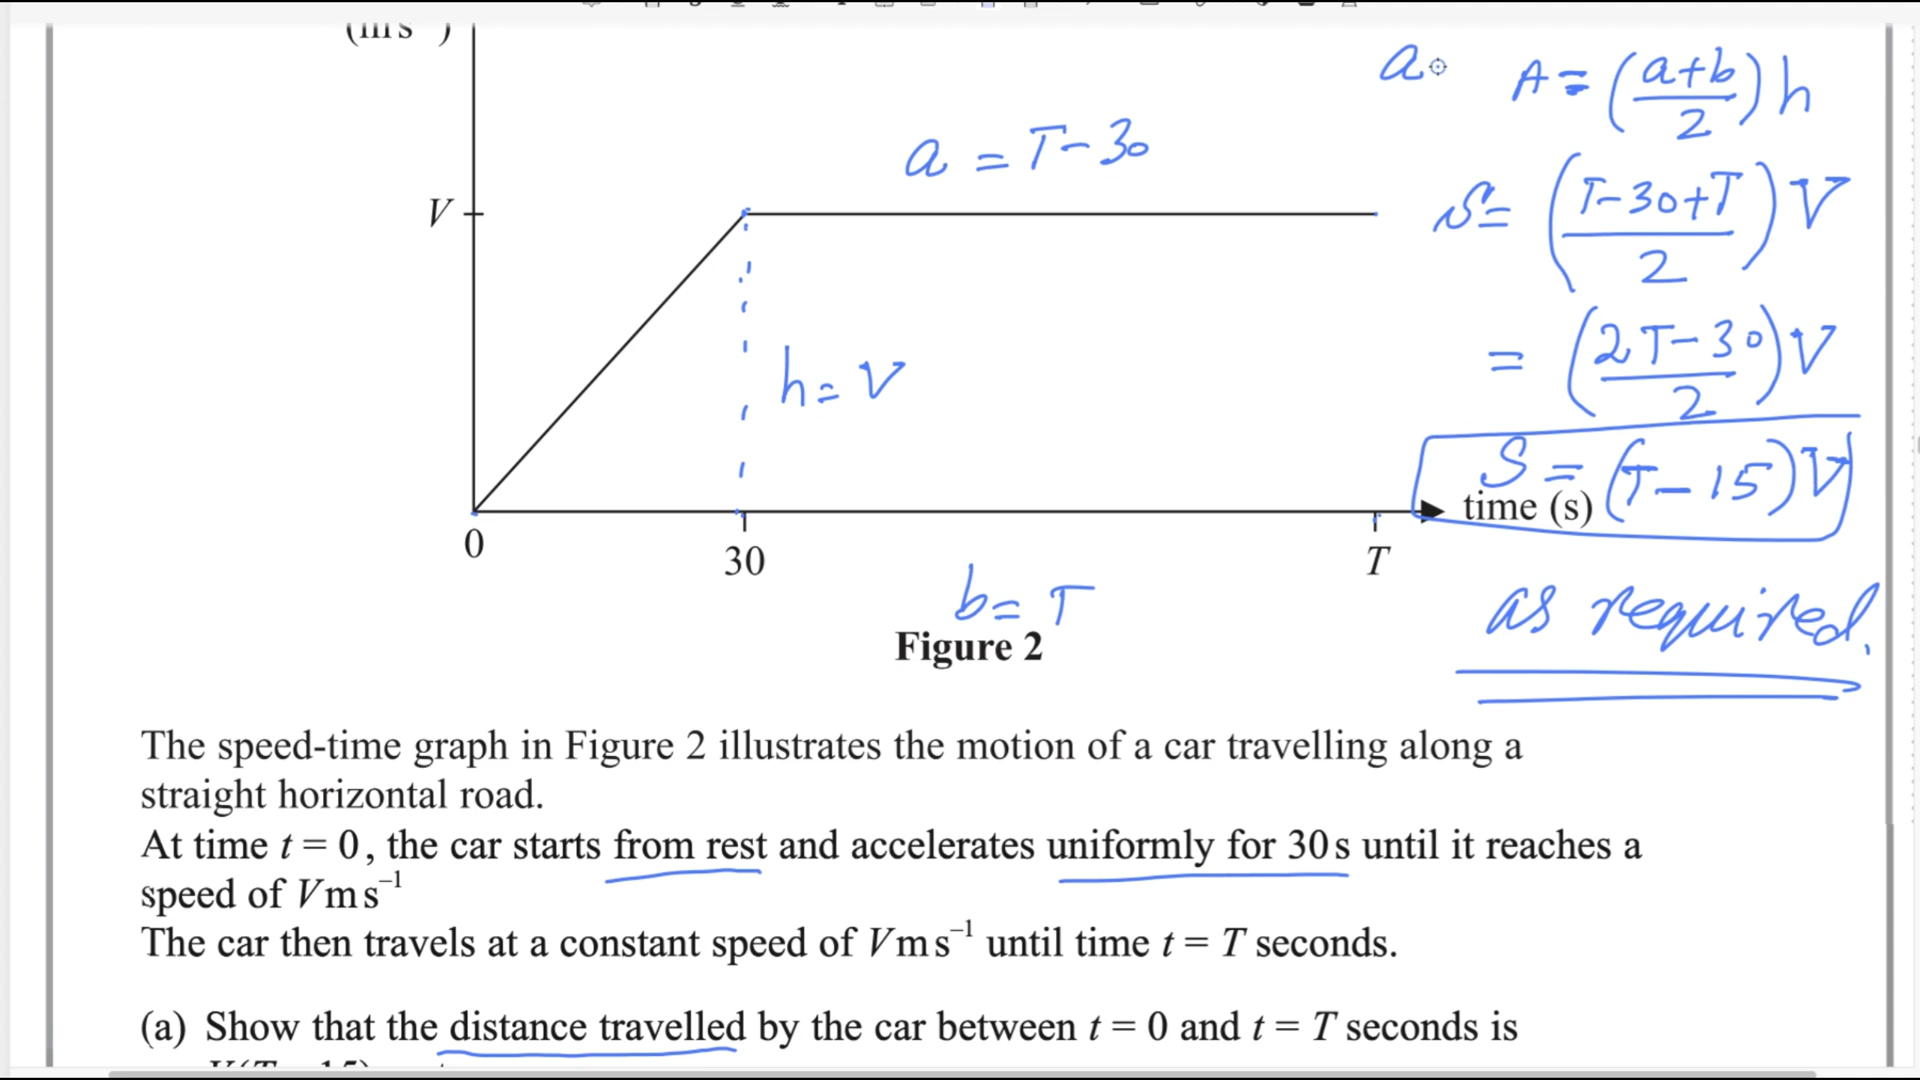 (m s )
a. A = (a+b/2)h
a = T-30
V
S = (T-30+T/2)V
= (2T-30/2)V
h = V
S = (T-15)V
time (s)
0
30
T
b = T
as required.
Figure 2
The speed-time graph in Figure 2 illustrates the motion of a car travelling along a
straight horizontal road.
At time t = 0, the car starts from rest and accelerates uniformly for 30 s until it reaches a
speed of V m s⁻¹
The car then travels at a constant speed of V m s⁻¹ until time t = T seconds.
(a) Show that the distance travelled by the car between t = 0 and t = T seconds is